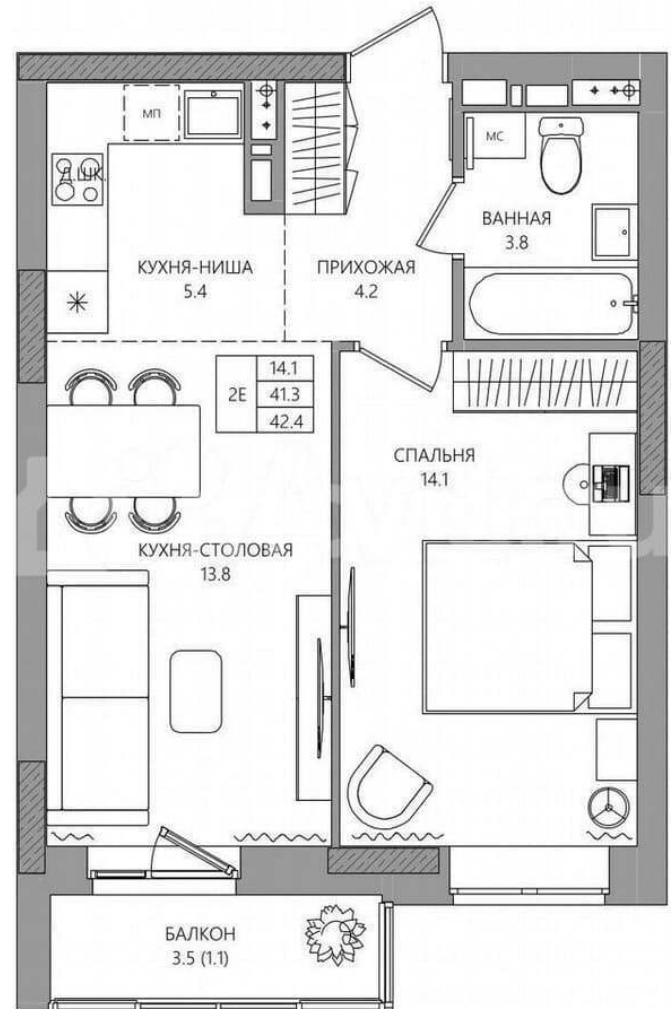 МП
МС
Д.ШК.
ВАННАЯ
3.8
КУХНЯ-НИША
5.4
ПРИХОЖАЯ
4.2
2Е
14.1
41.3
42.4
СПАЛЬНЯ
14.1
КУХНЯ-СТОЛОВАЯ
13.8
БАЛКОН
3.5 (1.1)